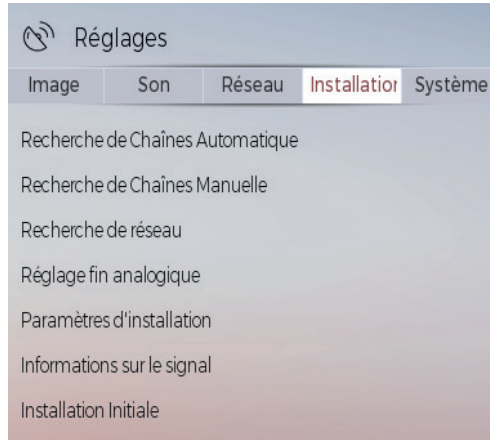 Réglages
Image Son Réseau Installation Système
Recherche de Chaînes Automatique
Recherche de Chaînes Manuelle
Recherche de réseau
Réglage fin analogique
Paramètres d'installation
Informations sur le signal
Installation Initiale